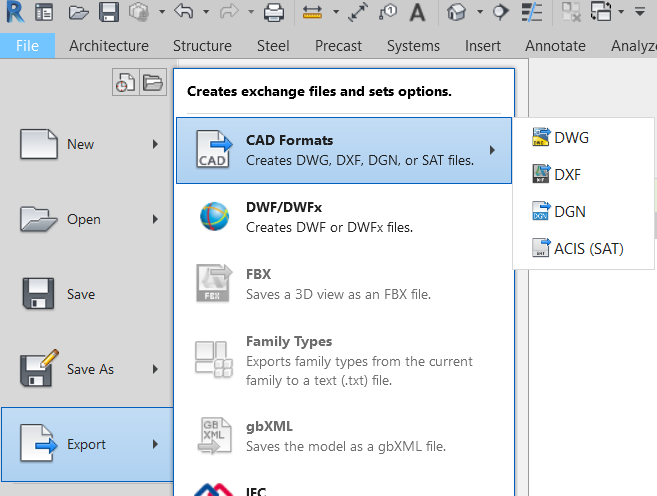 File Architecture Structure Steel Precast Systems Insert Annotate Analyze
Creates exchange files and sets options.
New
Open
Save
Save As
Export
CAD
CAD Formats
Creates DWG, DXF, DGN, or SAT files.
DWF/DWFx
Creates DWF or DWFx files.
FBX
FBX
Saves a 3D view as an FBX file.
Family Types
Exports family types from the current
family to a text (.txt) file.
GB
XML
gbXML
Saves the model as a gbXML file.
IFC
DWG
DXF
DGN
DGN
ACIS (SAT)